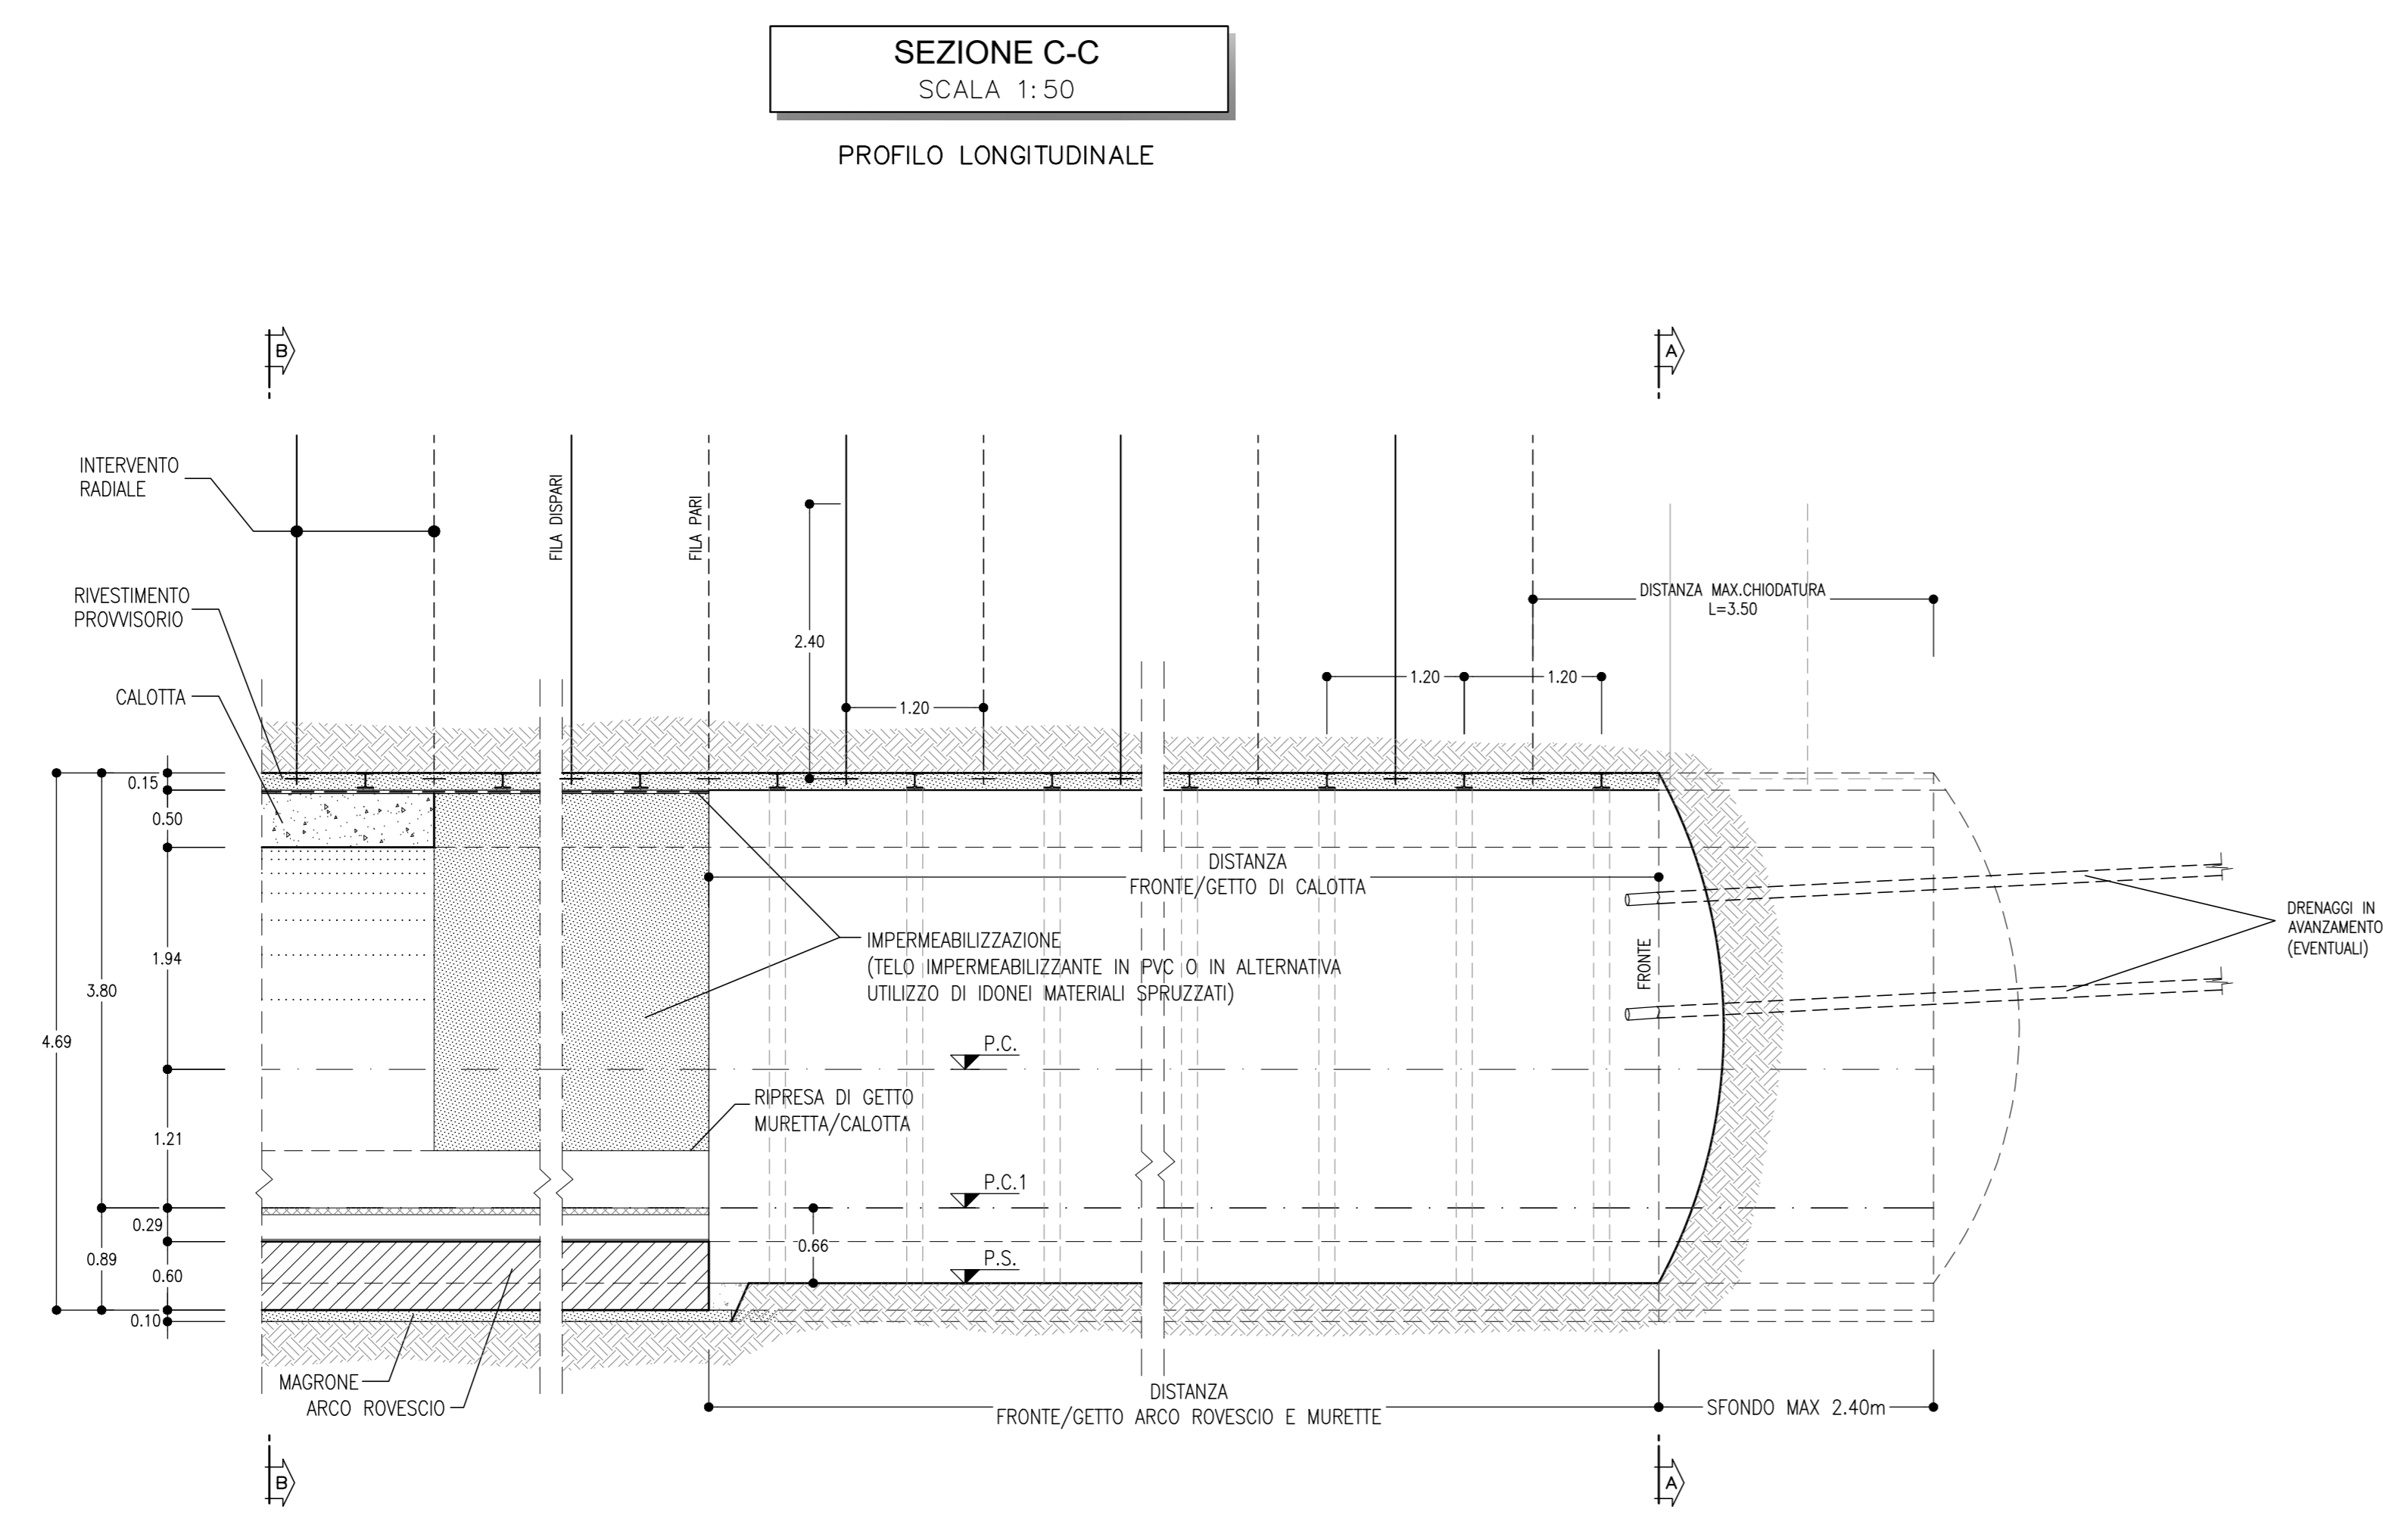 SEZIONE C-C
SCALA 1:50
PROFILO LONGITUDINALE
B
A
INTERVENTO
RADIALE
FILA DISPARI
FILA PARI
RIVESTIMENTO
PROVVISORIO
DISTANZA MAX.CHIODATURA
L=3.50
2.40
CALOTTA
1.20
1.20
1.20
0.15
0.50
DISTANZA
FRONTE/GETTO DI CALOTTA
DRENAGGI IN
AVANZAMENTO
(EVENTUALI)
FRONTE
IMPERMEABILIZZAZIONE
(TELO IMPERMEABILIZZANTE IN PVC O IN ALTERNATIVA
UTILIZZO DI IDONEI MATERIALI SPRUZZATI)
1.94
3.80
4.69
P.C.
RIPRESA DI GETTO
MURETTA/CALOTTA
1.21
P.C.1
0.29
0.66
0.89
P.S.
0.60
0.10
MAGRONE
ARCO ROVESCIO
DISTANZA
FRONTE/GETTO ARCO ROVESCIO E MURETTE
SFONDO MAX 2.40m
B
A